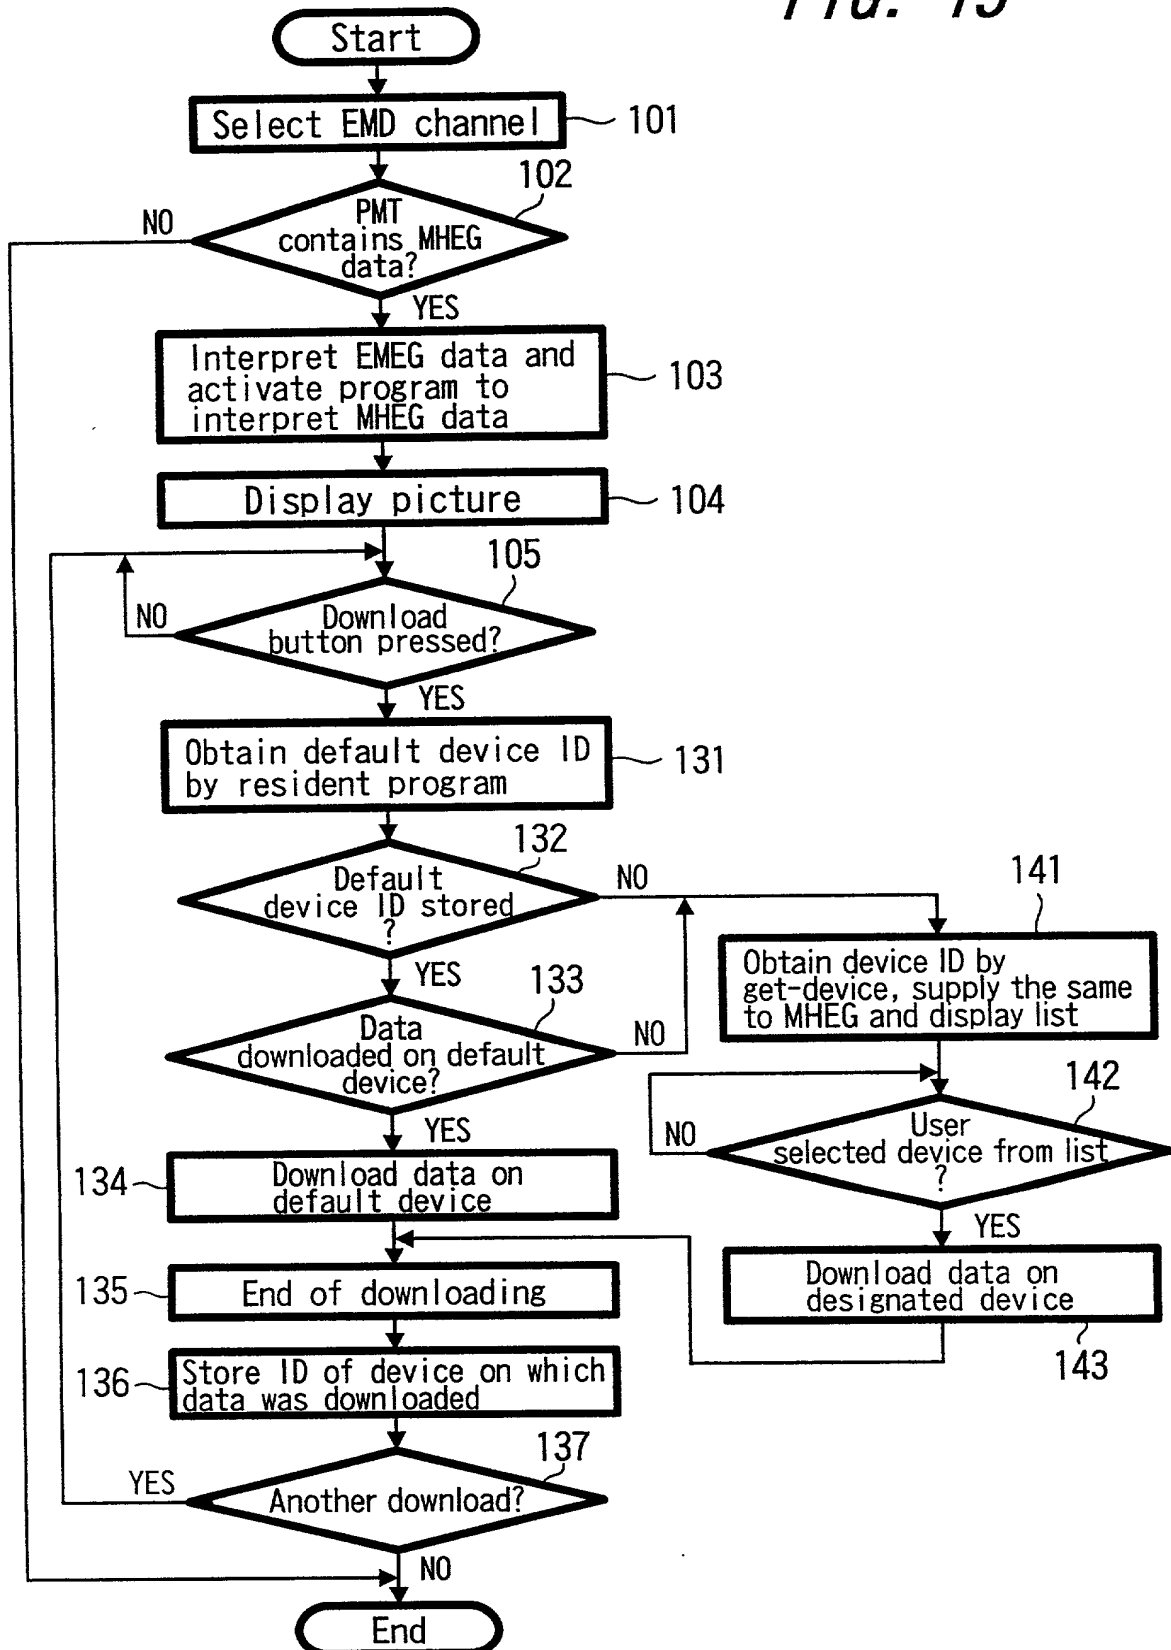 FIG. 15
Start
Select EMD channel
101
102
NO
PMT
contains MHEG
data?
YES
Interpret EMEG data and
activate program to
interpret MHEG data
103
Display picture
104
105
NO
Download
button pressed?
YES
Obtain default device ID
by resident program
131
132
Default
device ID stored
?
NO
YES
133
Data
downloaded on default
device?
NO
YES
134
Download data on
default device
135
End of downloading
136
Store ID of device on which
data was downloaded
137
YES
Another download?
NO
End
141
Obtain device ID by
get-device, supply the same
to MHEG and display list
142
NO
User
selected device from list
?
YES
Download data on
designated device
143